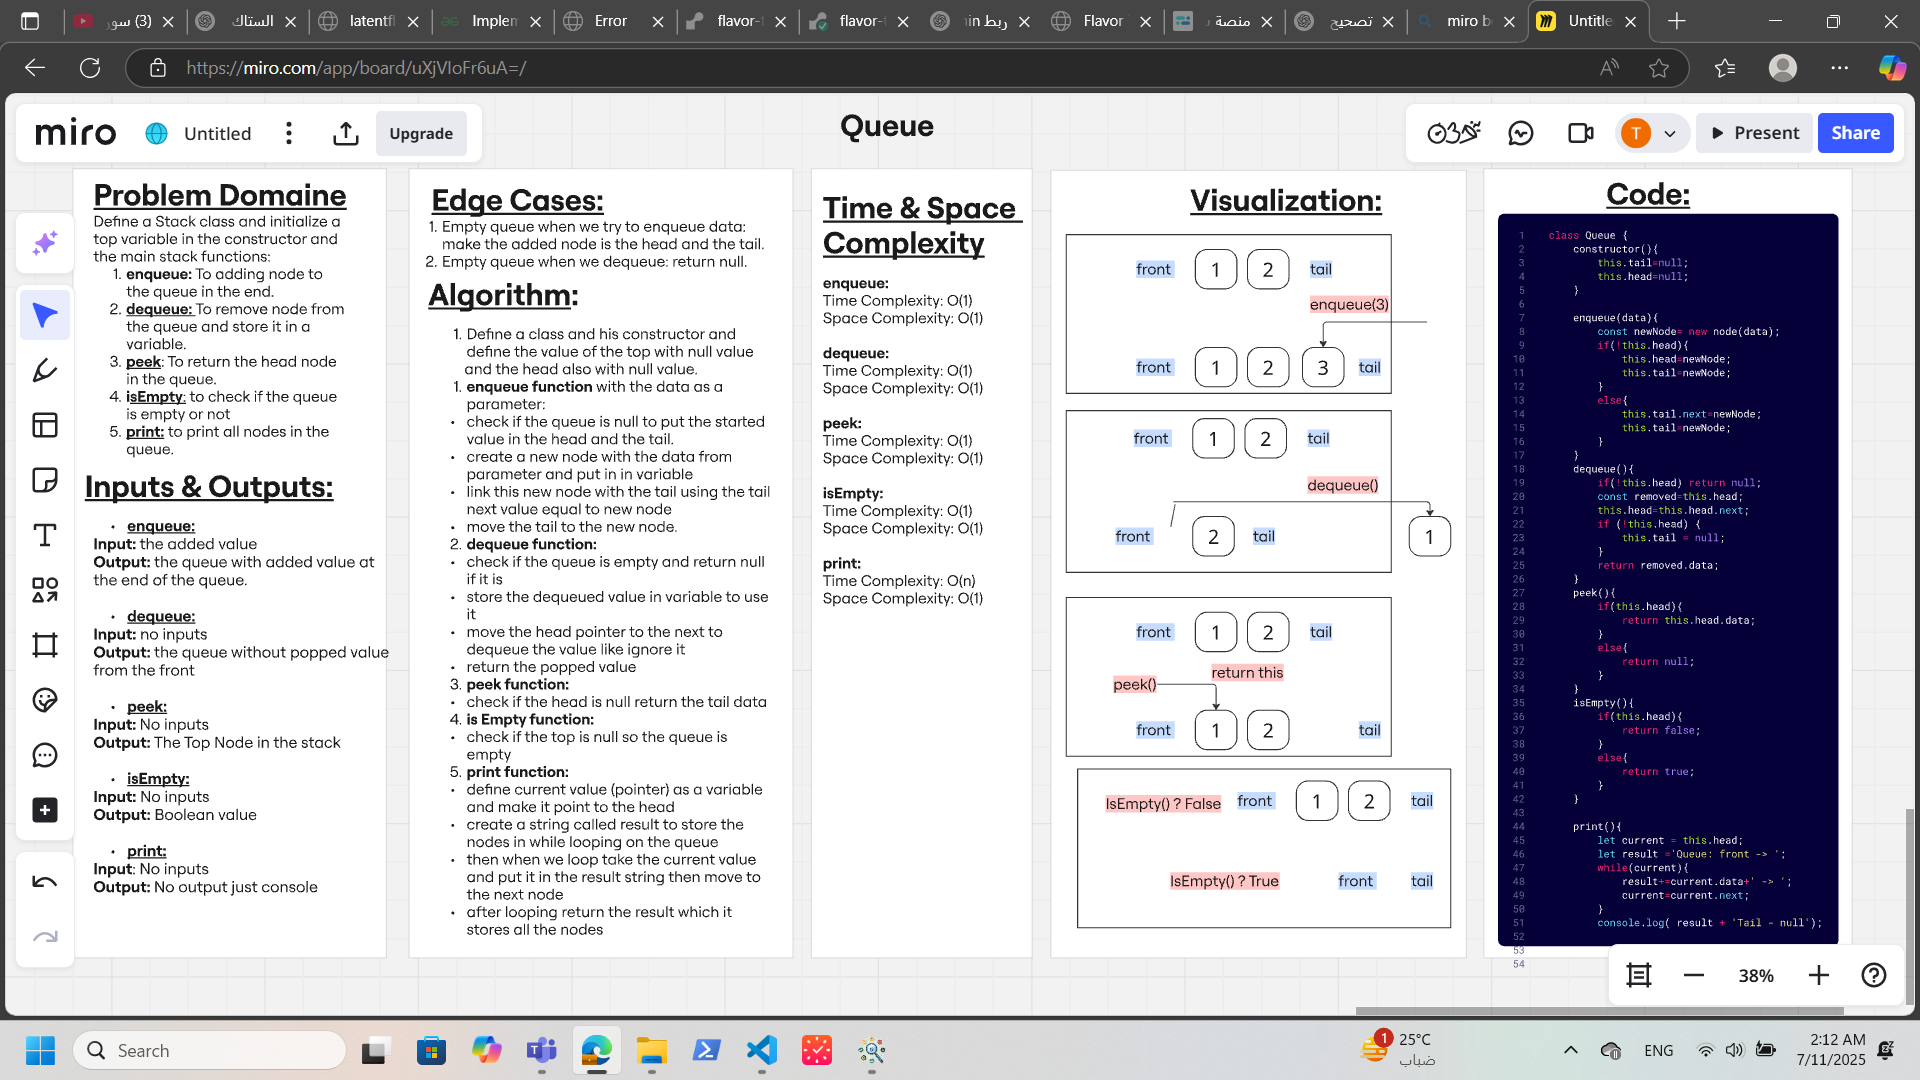 (3) سور
الستاك
latentfl
Implem
Error
flavor-t
flavor-t
ربط in
Flavor
منصة
تصحيح
miro b
Untitle
https://miro.com/app/board/uXjVIoFr6uA=/
miro
Untitled
Upgrade
Queue
T
Present
Share
Problem Domaine
Define a Stack class and initialize a
top variable in the constructor and
the main stack functions:
1. enqueue: To adding node to
the queue in the end.
2. dequeue: To remove node from
the queue and store it in a
variable.
3. peek: To return the head node
in the queue.
4. isEmpty: to check if the queue
is empty or not
5. print: to print all nodes in the
queue.
Inputs & Outputs:
• enqueue:
Input: the added value
Output: the queue with added value at
the end of the queue.
• dequeue:
Input: no inputs
Output: the queue without popped value
from the front
• peek:
Input: No inputs
Output: The Top Node in the stack
• isEmpty:
Input: No inputs
Output: Boolean value
• print:
Input: No inputs
Output: No output just console
Edge Cases:
1. Empty queue when we try to enqueue data:
make the added node is the head and the tail.
2. Empty queue when we dequeue: return null.
Algorithm:
1. Define a class and his constructor and
define the value of the top with null value
and the head also with null value.
1. enqueue function with the data as a
parameter:
• check if the queue is null to put the started
value in the head and the tail.
• create a new node with the data from
parameter and put in in variable
• link this new node with the tail using the tail
next value equal to new node
• move the tail to the new node.
2. dequeue function:
• check if the queue is empty and return null
if it is
• store the dequeued value in variable to use
it
• move the head pointer to the next to
dequeue the value like ignore it
• return the popped value
3. peek function:
• check if the head is null return the tail data
4. is Empty function:
• check if the top is null so the queue is
empty
5. print function:
• define current value (pointer) as a variable
and make it point to the head
• create a string called result to store the
nodes in while looping on the queue
• then when we loop take the current value
and put it in the result string then move to
the next node
• after looping return the result which it
stores all the nodes
Time & Space
Complexity
enqueue:
Time Complexity: O(1)
Space Complexity: O(1)
dequeue:
Time Complexity: O(1)
Space Complexity: O(1)
peek:
Time Complexity: O(1)
Space Complexity: O(1)
isEmpty:
Time Complexity: O(1)
Space Complexity: O(1)
print:
Time Complexity: O(n)
Space Complexity: O(1)
Visualization:
front 1 2 tail
enqueue(3)
front 1 2 3 tail
front 1 2 tail
dequeue()
front 2 tail 1
front 1 2 tail
return this
peek()
front 1 2 tail
IsEmpty() ? False front 1 2 tail
IsEmpty() ? True front tail
Code:
1 class Queue {
2 constructor(){
3 this.tail=null;
4 this.head=null;
5 }
6
7 enqueue(data){
8 const newNode= new node(data);
9 if(!this.head){
10 this.head=newNode;
11 this.tail=newNode;
12 }
13 else{
14 this.tail.next=newNode;
15 this.tail=newNode;
16 }
17 }
18 dequeue(){
19 if(!this.head) return null;
20 const removed=this.head;
21 this.head=this.head.next;
22 if (!this.head) {
23 this.tail = null;
24 }
25 return removed.data;
26 }
27 peek(){
28 if(this.head){
29 return this.head.data;
30 }
31 else{
32 return null;
33 }
34 }
35 isEmpty(){
36 if(this.head){
37 return false;
38 }
39 else{
40 return true;
41 }
42 }
43
44 print(){
45 let current = this.head;
46 let result ='Queue: front -> ';
47 while(current){
48 result+=current.data+' -> ';
49 current=current.next;
50 }
51 console.log( result + 'Tail - null');
52
53
54
38%
Search
1
25°C
ضباب
ENG
2:12 AM
7/11/2025